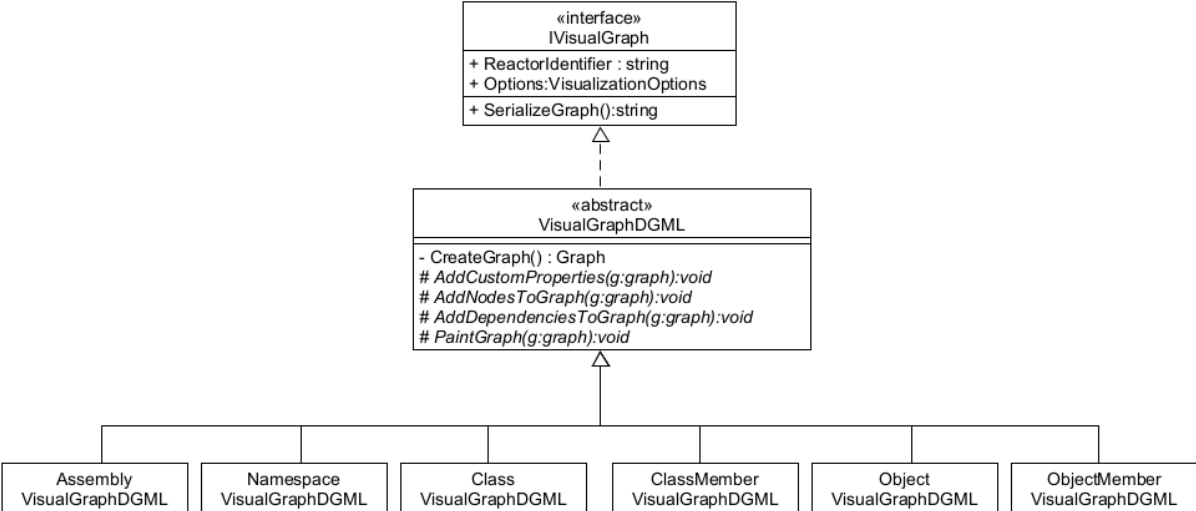 «interface»
IVisualGraph
+ ReactorIdentifier : string
+ Options:VisualizationOptions
+ SerializeGraph():string
«abstract»
VisualGraphDGML
- CreateGraph() : Graph
# AddCustomProperties(g:graph):void
# AddNodesToGraph(g:graph):void
# AddDependenciesToGraph(g:graph):void
# PaintGraph(g:graph):void
Assembly
VisualGraphDGML
Namespace
VisualGraphDGML
Class
VisualGraphDGML
ClassMember
VisualGraphDGML
Object
VisualGraphDGML
ObjectMember
VisualGraphDGML